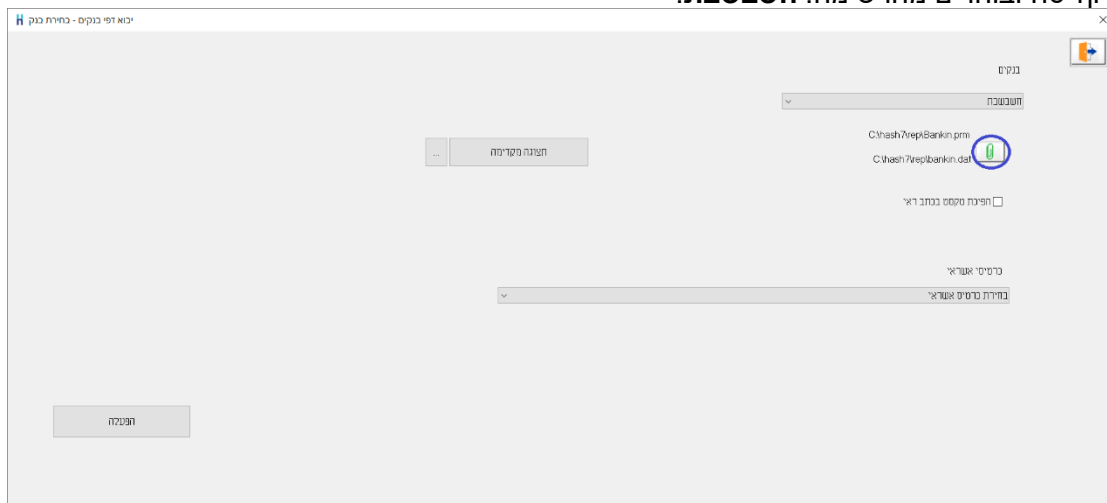 יבוא דפי בנקים - בחירת בנק
בנקים
חשבשבת
C:\hash7\rep\Bankin.prm
C:\hash7\rep\bankin.dat
תצוגה מקדימה
...
הפיכת טקסט בכתב ראי
כרטיסי אשראי
בחירת כרטיס אשראי
הפעלה